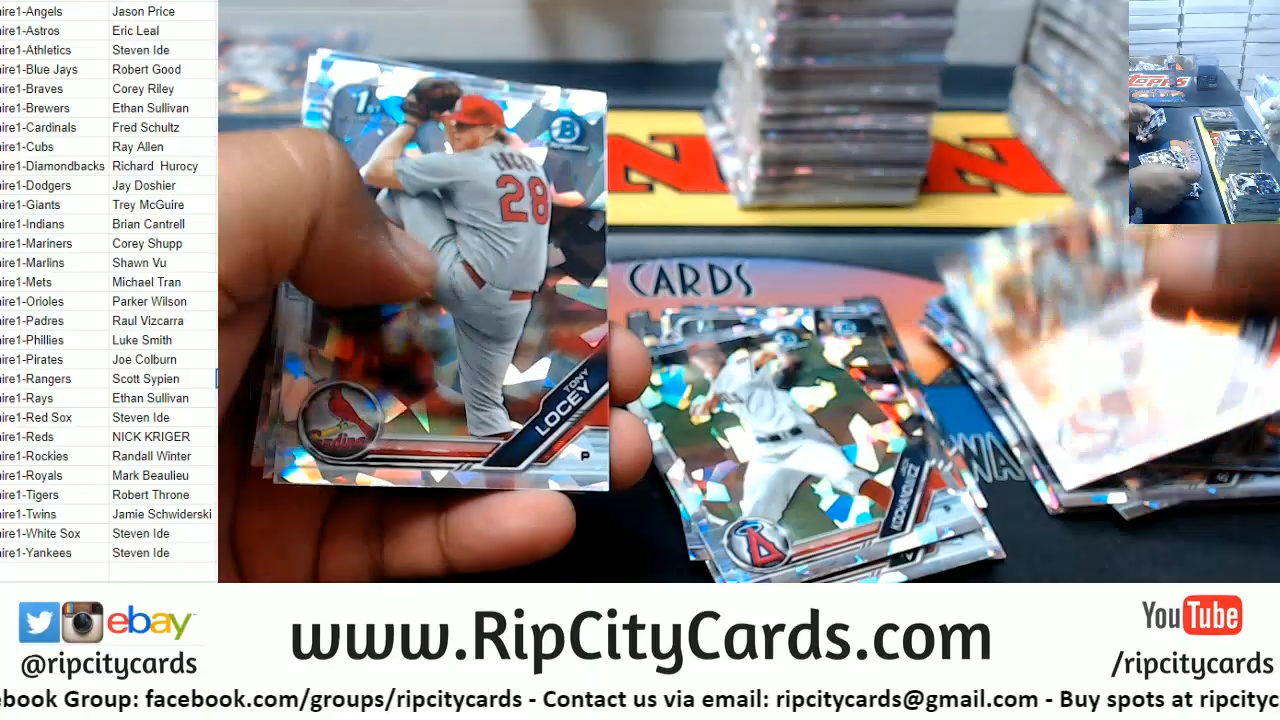 ire1-Angels Jason Price
ire1-Astros Eric Leal
ire1-Athletics Steven Ide
ire1-Blue Jays Robert Good
ire1-Braves Corey Riley
ire1-Brewers Ethan Sullivan
ire1-Cardinals Fred Schultz
ire1-Cubs Ray Allen
ire1-Diamondbacks Richard Hurocy
ire1-Dodgers Jay Doshier
ire1-Giants Trey McGuire
ire1-Indians Brian Cantrell
ire1-Mariners Corey Shupp
ire1-Marlins Shawn Vu
ire1-Mets Michael Tran
ire1-Orioles Parker Wilson
ire1-Padres Raul Vizcarra
ire1-Phillies Luke Smith
ire1-Pirates Joe Colburn
ire1-Rangers Scott Sypien
ire1-Rays Ethan Sullivan
ire1-Red Sox Steven Ide
ire1-Reds NICK KRIGER
ire1-Rockies Randall Winter
ire1-Royals Mark Beaulieu
ire1-Tigers Robert Throne
ire1-Twins Jamie Schwiderski
ire1-White Sox Steven Ide
ire1-Yankees Steven Ide
1st
B
28
TONY
LOCEY
P
CARDS
WA
TOPPS
ebay
@ripcitycards
www.RipCityCards.com
YouTube
/ripcitycards
ebook Group: facebook.com/groups/ripcitycards - Contact us via email: ripcitycards@gmail.com - Buy spots at ripcityc